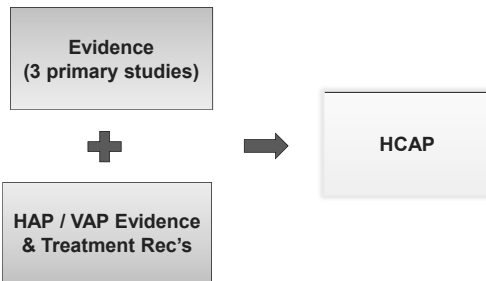 Evidence
(3 primary studies)
HAP / VAP Evidence
& Treatment Rec's
HCAP